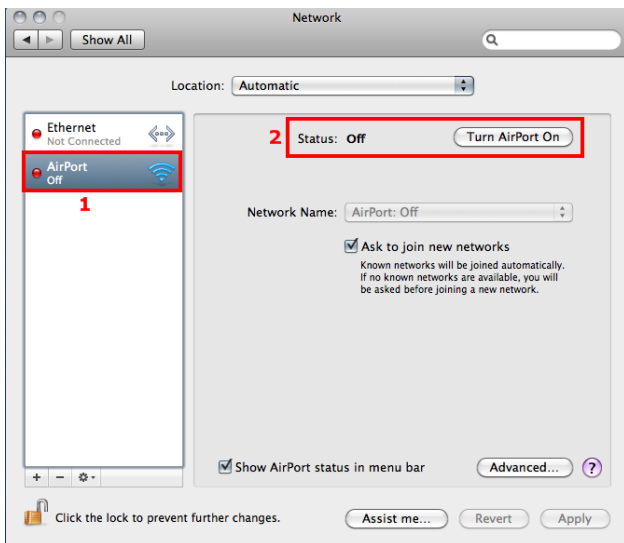 Network
Show All
Location: Automatic
Ethernet
Not Connected
AirPort
Off
1
2 Status: Off Turn AirPort On
Network Name: AirPort: Off
Ask to join new networks
Known networks will be joined automatically.
If no known networks are available, you will
be asked before joining a new network.
Show AirPort status in menu bar Advanced... ?
Click the lock to prevent further changes. Assist me... Revert Apply